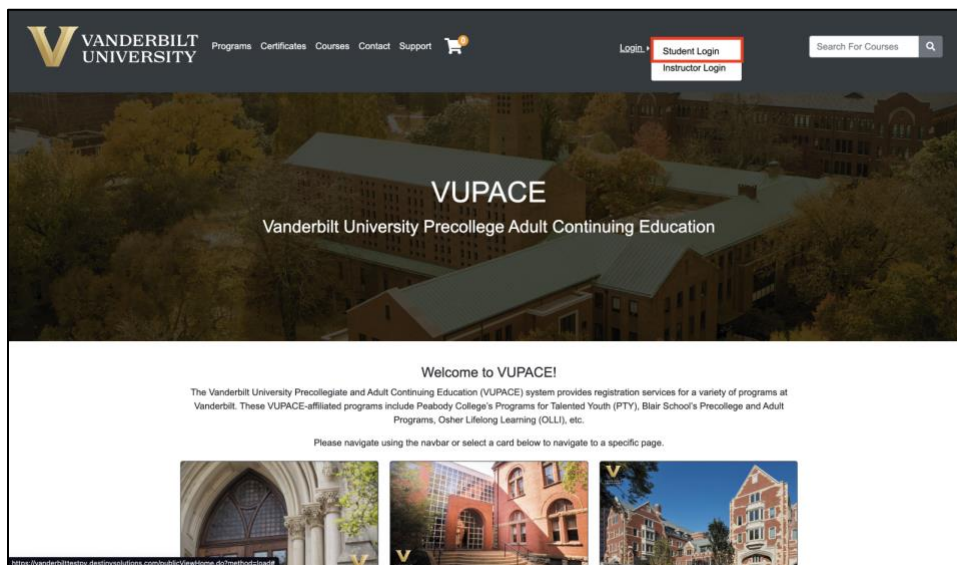 VANDERBILT
UNIVERSITY
Programs Certificates Courses Contact Support 0
Login
Student Login
Instructor Login
Search For Courses
VUPACE
Vanderbilt University Precollege Adult Continuing Education
Welcome to VUPACE!
The Vanderbilt University Precollegiate and Adult Continuing Education (VUPACE) system provides registration services for a variety of programs at
Vanderbilt. These VUPACE-affiliated programs include Peabody College's Programs for Talented Youth (PTY), Blair School's Precollege and Adult
Programs, Osher Lifelong Learning (OLLI), etc.
Please navigate using the navbar or select a card below to navigate to a specific page.
https://vanderbilttestpv.destinysolutions.com/publicViewHome.do?method=load#